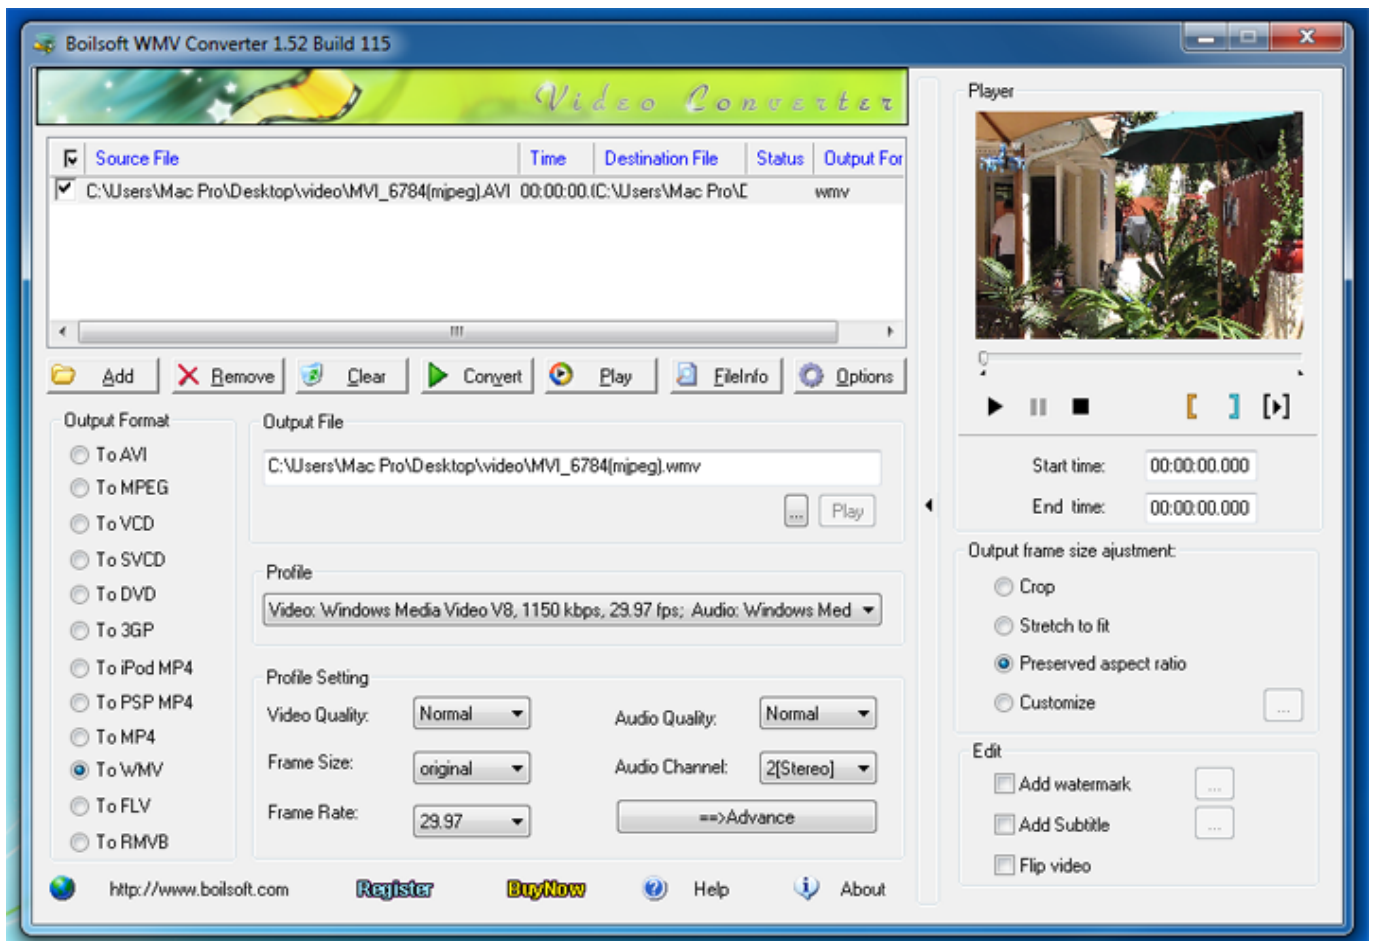 Boilsoft WMV Converter 1.52 Build 115
Video Converter
Source File Time Destination File Status Output For
C:\Users\Mac Pro\Desktop\video\MVI_6784(mjpeg).AVI 00:00:00.(C:\Users\Mac Pro\D wmv
Add Remove Clear Convert Play FileInfo Options
Output Format
To AVI
To MPEG
To VCD
To SVCD
To DVD
To 3GP
To iPod MP4
To PSP MP4
To MP4
To WMV
To FLV
To RMVB
Output File
C:\Users\Mac Pro\Desktop\video\MVI_6784(mjpeg).wmv
... Play
Profile
Video: Windows Media Video V8, 1150 kbps, 29.97 fps; Audio: Windows Med
Profile Setting
Video Quality: Normal Audio Quality: Normal
Frame Size: original Audio Channel: 2[Stereo]
Frame Rate: 29.97 ==>Advance
http://www.boilsoft.com Register BuyNow Help About
Player
Start time: 00:00:00.000
End time: 00:00:00.000
Output frame size ajustment:
Crop
Stretch to fit
Preserved aspect ratio
Customize ...
Edit
Add watermark ...
Add Subtitle ...
Flip video